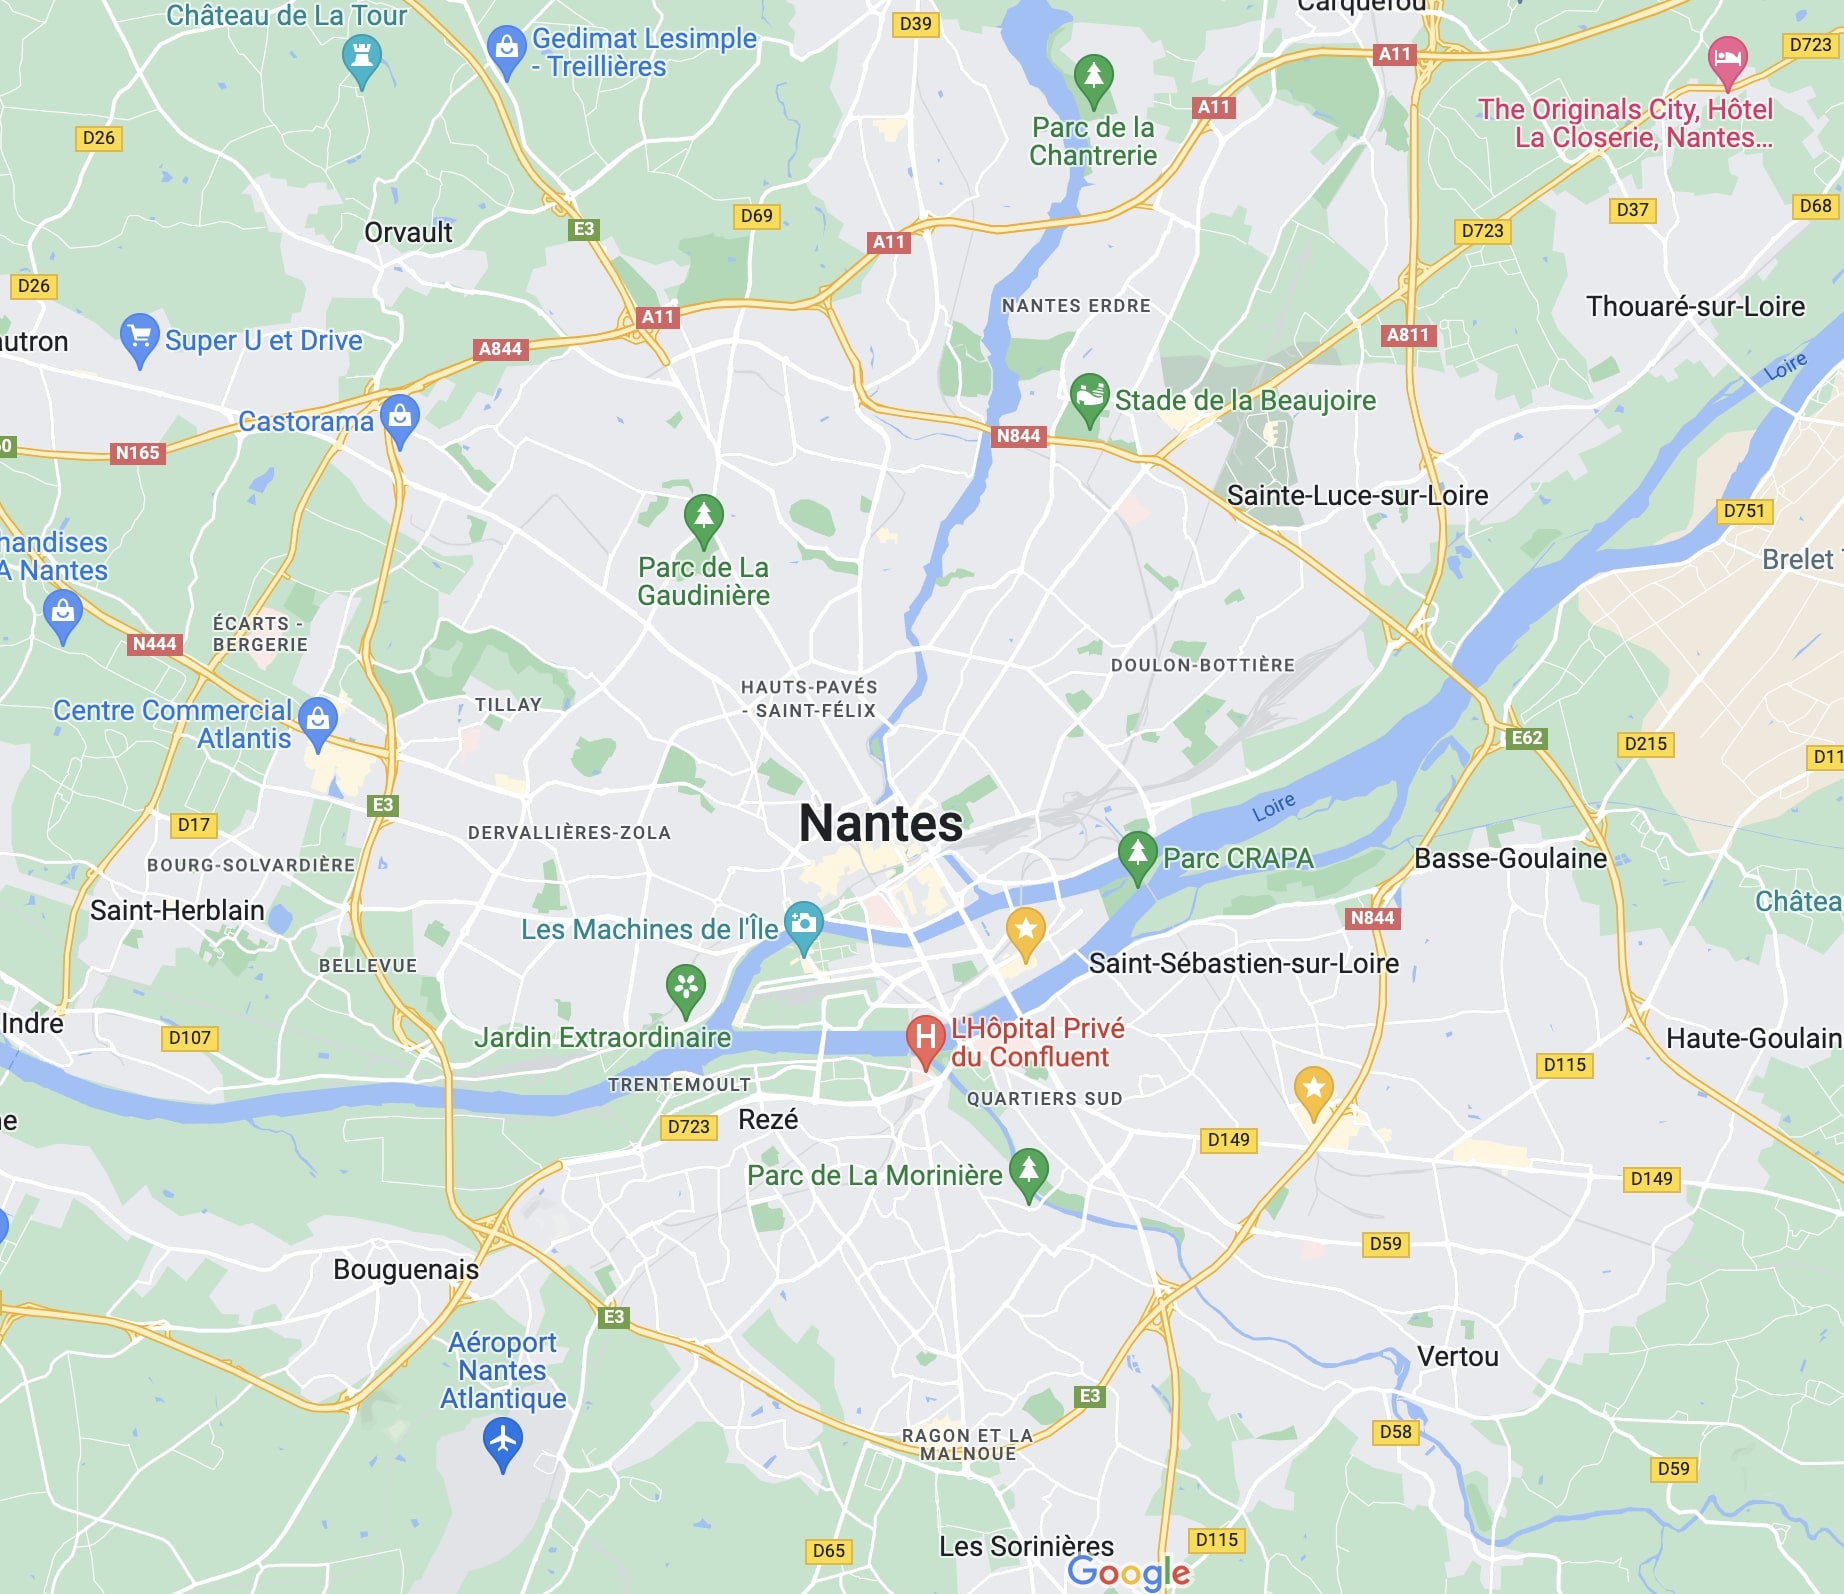 Château de La Tour
Gedimat Lesimple
- Treillières
D39
Carquefou
A11
D723
Parc de la
Chantrerie
A11
The Originals City, Hôtel
La Closerie, Nantes...
D26
Orvault
E3
D69
A11
D37
D68
D723
D26
NANTES ERDRE
Thouaré-sur-Loire
A11
A811
autron
Super U et Drive
A844
Loire
Castorama
Stade de la Beaujoire
N844
60
N165
Sainte-Luce-sur-Loire
D751
handises
A Nantes
Brelet
Parc de La
Gaudinière
ÉCARTS -
BERGERIE
N444
DOULON-BOTTIÈRE
HAUTS-PAVÉS
- SAINT-FÉLIX
TILLAY
Centre Commercial
Atlantis
E62
D215
D11
E3
Loire
D17
Nantes
DERVALLIÈRES-ZOLA
BOURG-SOLVARDIÈRE
Parc CRAPA
Basse-Goulaine
Saint-Herblain
Châtea
Les Machines de l'Île
N844
BELLEVUE
Saint-Sébastien-sur-Loire
Indre
D107
Jardin Extraordinaire
L'Hôpital Privé
du Confluent
Haute-Goulain
D115
TRENTEMOULT
QUARTIERS SUD
ne
D723
Rezé
D149
Parc de La Morinière
D149
D59
Bouguenais
E3
Aéroport
Nantes
Atlantique
Vertou
E3
RAGON ET LA
MALNOUE
D58
D59
D65
Les Sorinières
D115
Google